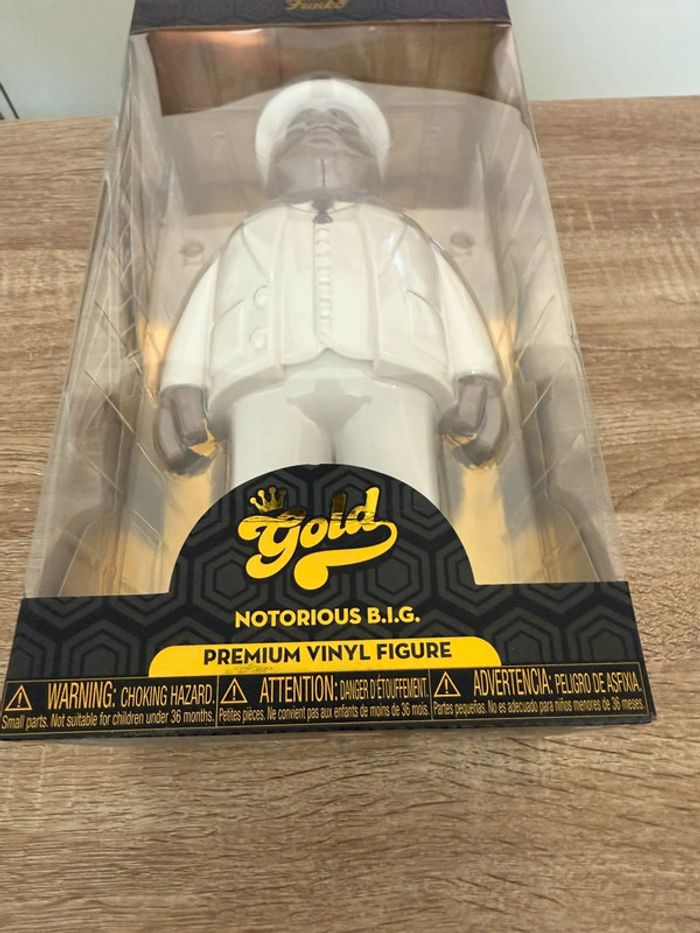 Funko
Gold
NOTORIOUS B.I.G.
PREMIUM VINYL FIGURE
WARNING: CHOKING HAZARD.
Small parts. Not suitable for children under 36 months.
ATTENTION: DANGER D'ÉTOUFFEMENT.
Petites pièces. Ne convient pas aux enfants de moins de 36 mois.
ADVERTENCIA: PELIGRO DE ASFIXIA.
Partes pequeñas. No es adecuado para niños menores de 36 meses.